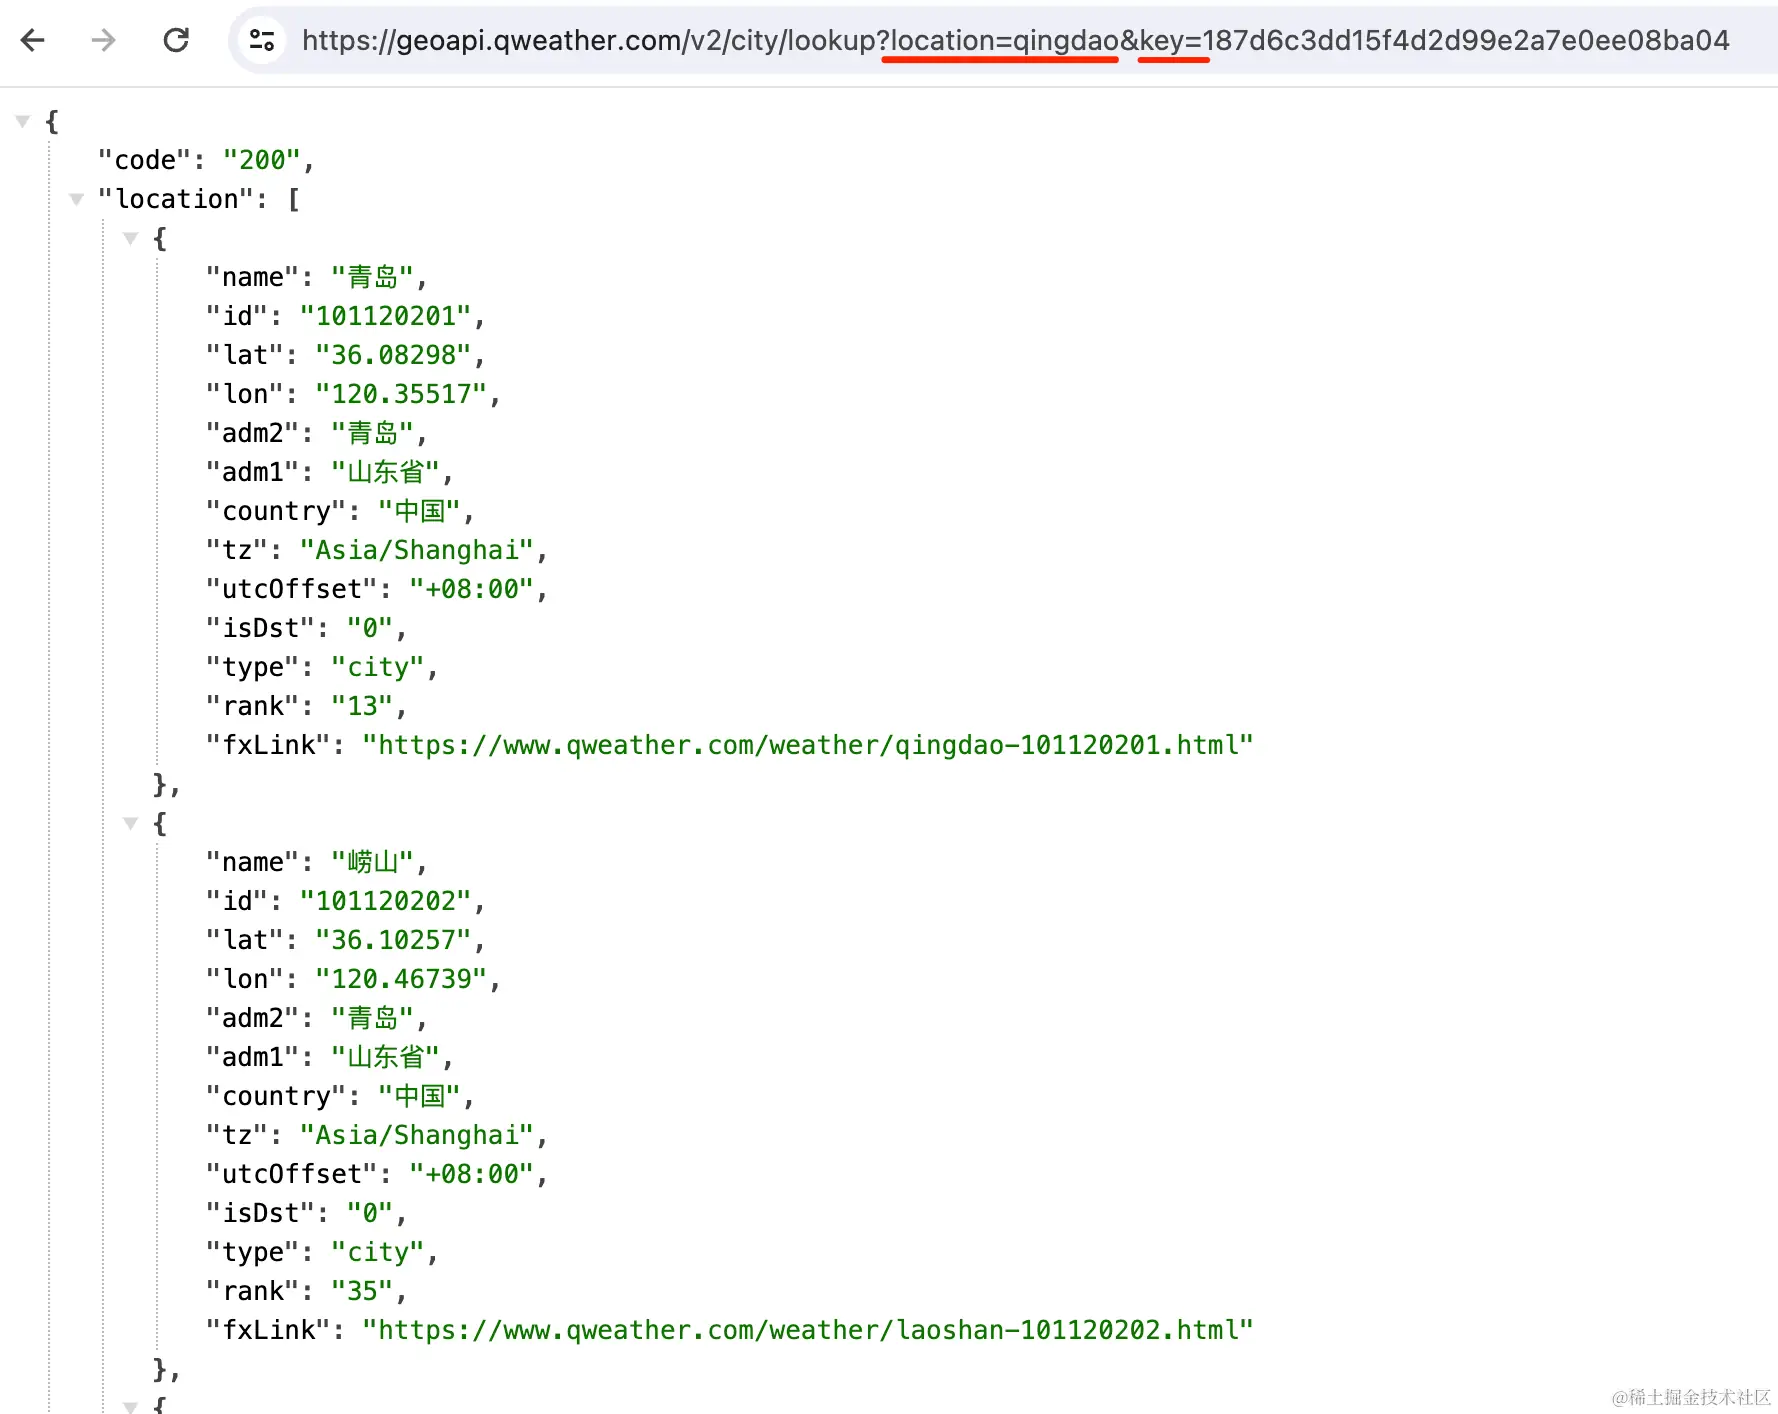 https://geoapi.qweather.com/v2/city/lookup?location=qingdao&key=187d6c3dd15f4d2d99e2a7e0ee08ba04
{
"code": "200",
"location": [
{
"name": "青岛",
"id": "101120201",
"lat": "36.08298",
"lon": "120.35517",
"adm2": "青岛",
"adm1": "山东省",
"country": "中国",
"tz": "Asia/Shanghai",
"utcOffset": "+08:00",
"isDst": "0",
"type": "city",
"rank": "13",
"fxLink": "https://www.qweather.com/weather/qingdao-101120201.html"
},
{
"name": "崂山",
"id": "101120202",
"lat": "36.10257",
"lon": "120.46739",
"adm2": "青岛",
"adm1": "山东省",
"country": "中国",
"tz": "Asia/Shanghai",
"utcOffset": "+08:00",
"isDst": "0",
"type": "city",
"rank": "35",
"fxLink": "https://www.qweather.com/weather/laoshan-101120202.html"
},
{
@稀土掘金技术社区